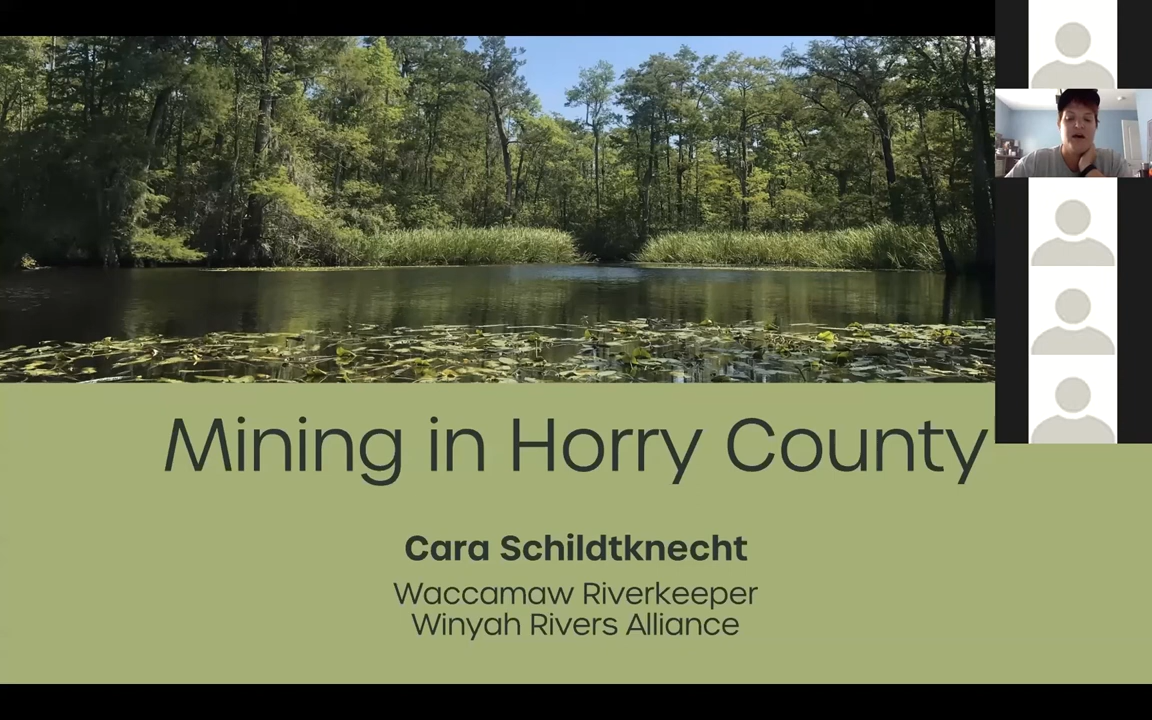 Mining in Horry County
Cara Schildtknecht
Waccamaw Riverkeeper
Winyah Rivers Alliance